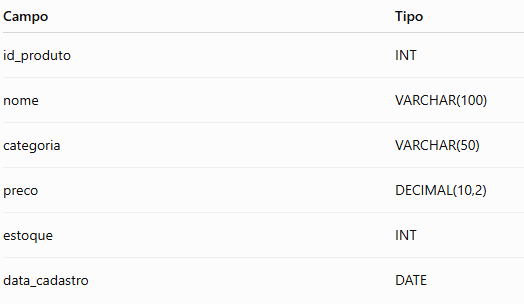 Campo Tipo
id_produto INT
nome VARCHAR(100)
categoria VARCHAR(50)
preco DECIMAL(10,2)
estoque INT
data_cadastro DATE